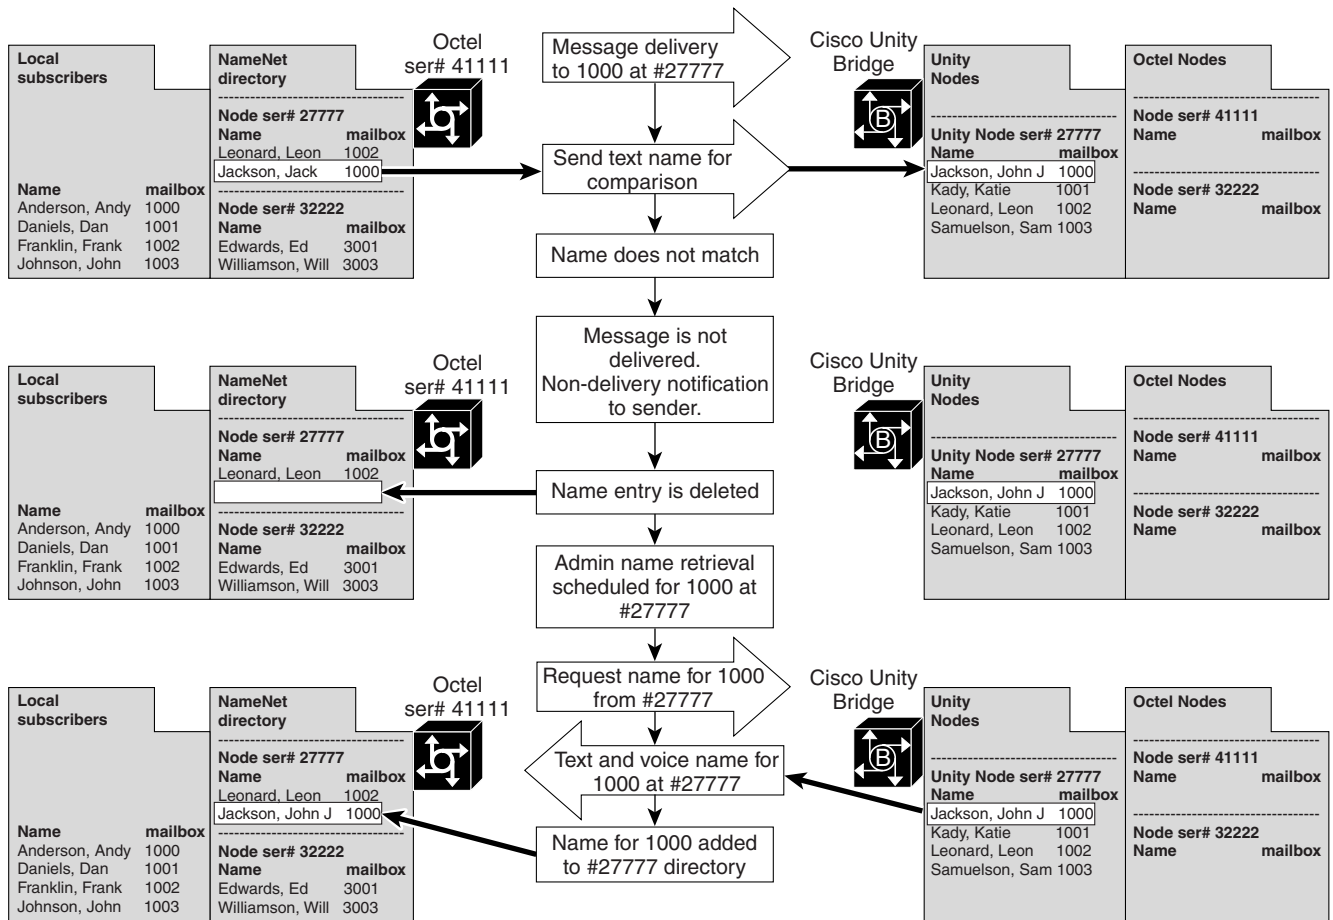 Local
subscribers
Name mailbox
Anderson, Andy 1000
Daniels, Dan 1001
Franklin, Frank 1002
Johnson, John 1003
NameNet
directory
Node ser# 27777
Name mailbox
Leonard, Leon 1002
Jackson, Jack 1000
Node ser# 32222
Name mailbox
Edwards, Ed 3001
Williamson, Will 3003
Octel
ser# 41111
Message delivery
to 1000 at #27777
Send text name for
comparison
Name does not match
Message is not
delivered.
Non-delivery notification
to sender.
Cisco Unity
Bridge
B
Unity
Nodes
Unity Node ser# 27777
Name mailbox
Jackson, John J 1000
Kady, Katie 1001
Leonard, Leon 1002
Samuelson, Sam 1003
Octel Nodes
Node ser# 41111
Name mailbox
Node ser# 32222
Name mailbox
Local
subscribers
Name mailbox
Anderson, Andy 1000
Daniels, Dan 1001
Franklin, Frank 1002
Johnson, John 1003
NameNet
directory
Node ser# 27777
Name mailbox
Leonard, Leon 1002
Node ser# 32222
Name mailbox
Edwards, Ed 3001
Williamson, Will 3003
Octel
ser# 41111
Name entry is deleted
Admin name retrieval
scheduled for 1000 at
#27777
Cisco Unity
Bridge
B
Unity
Nodes
Unity Node ser# 27777
Name mailbox
Jackson, John J 1000
Kady, Katie 1001
Leonard, Leon 1002
Samuelson, Sam 1003
Octel Nodes
Node ser# 41111
Name mailbox
Node ser# 32222
Name mailbox
Local
subscribers
Name mailbox
Anderson, Andy 1000
Daniels, Dan 1001
Franklin, Frank 1002
Johnson, John 1003
NameNet
directory
Node ser# 27777
Name mailbox
Leonard, Leon 1002
Jackson, John J 1000
Node ser# 32222
Name mailbox
Edwards, Ed 3001
Williamson, Will 3003
Octel
ser# 41111
Request name for 1000
from #27777
Text and voice name for
1000 at #27777
Name for 1000 added
to #27777 directory
Cisco Unity
Bridge
B
Unity
Nodes
Unity Node ser# 27777
Name mailbox
Jackson, John J 1000
Kady, Katie 1001
Leonard, Leon 1002
Samuelson, Sam 1003
Octel Nodes
Node ser# 41111
Name mailbox
Node ser# 32222
Name mailbox